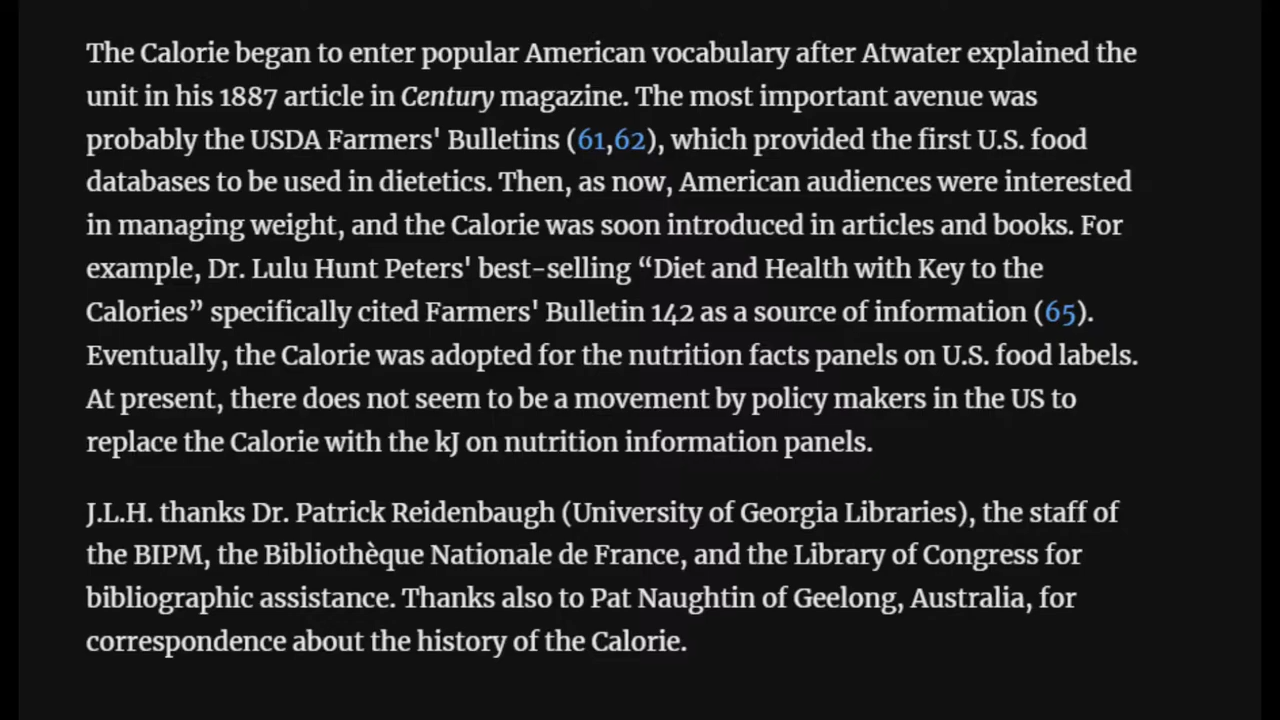 The Calorie began to enter popular American vocabulary after Atwater explained the
unit in his 1887 article in Century magazine. The most important avenue was
probably the USDA Farmers' Bulletins (61,62), which provided the first U.S. food
databases to be used in dietetics. Then, as now, American audiences were interested
in managing weight, and the Calorie was soon introduced in articles and books. For
example, Dr. Lulu Hunt Peters' best-selling “Diet and Health with Key to the
Calories” specifically cited Farmers' Bulletin 142 as a source of information (65).
Eventually, the Calorie was adopted for the nutrition facts panels on U.S. food labels.
At present, there does not seem to be a movement by policy makers in the US to
replace the Calorie with the kJ on nutrition information panels.
J.L.H. thanks Dr. Patrick Reidenbaugh (University of Georgia Libraries), the staff of
the BIPM, the Bibliothèque Nationale de France, and the Library of Congress for
bibliographic assistance. Thanks also to Pat Naughtin of Geelong, Australia, for
correspondence about the history of the Calorie.